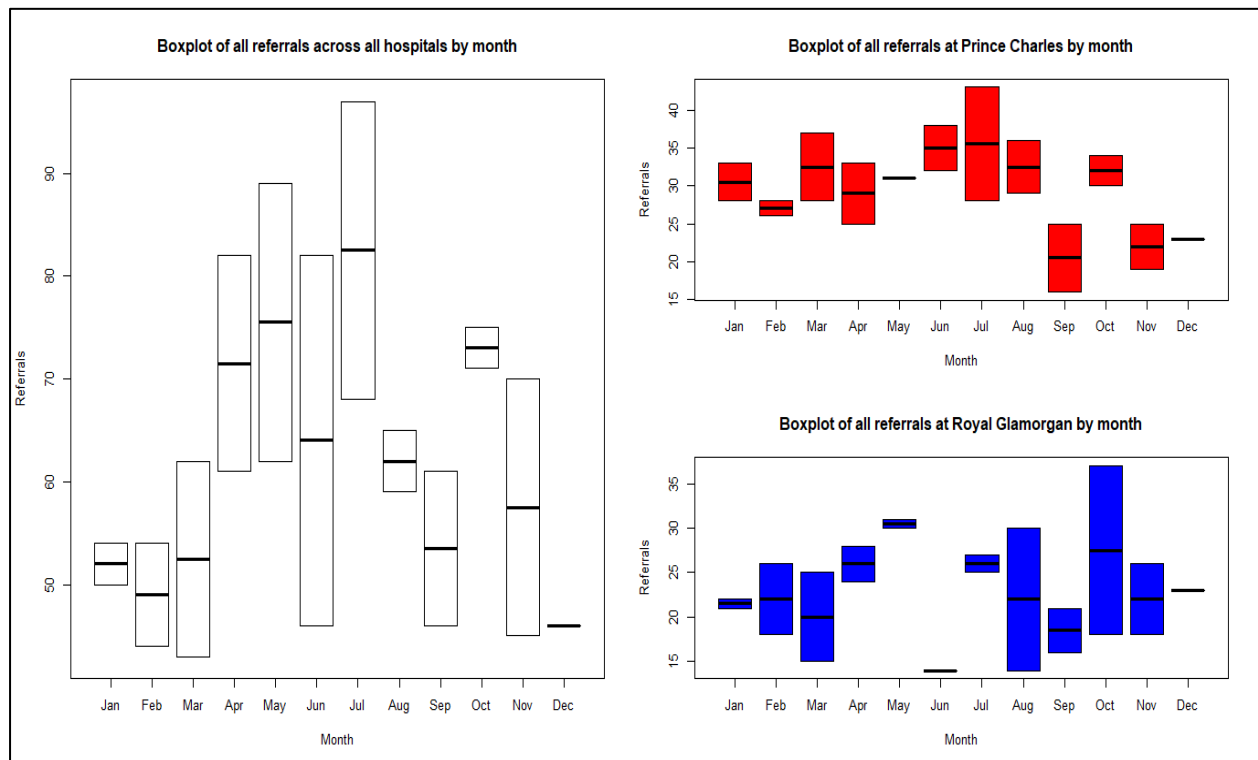 Boxplot of all referrals across all hospitals by month
Referrals
90
80
70
60
50
Jan Feb Mar Apr May Jun Jul Aug Sep Oct Nov Dec
Month
Boxplot of all referrals at Prince Charles by month
Referrals
40
35
30
25
20
15
Jan Feb Mar Apr May Jun Jul Aug Sep Oct Nov Dec
Month
Boxplot of all referrals at Royal Glamorgan by month
Referrals
35
30
25
20
15
Jan Feb Mar Apr May Jun Jul Aug Sep Oct Nov Dec
Month